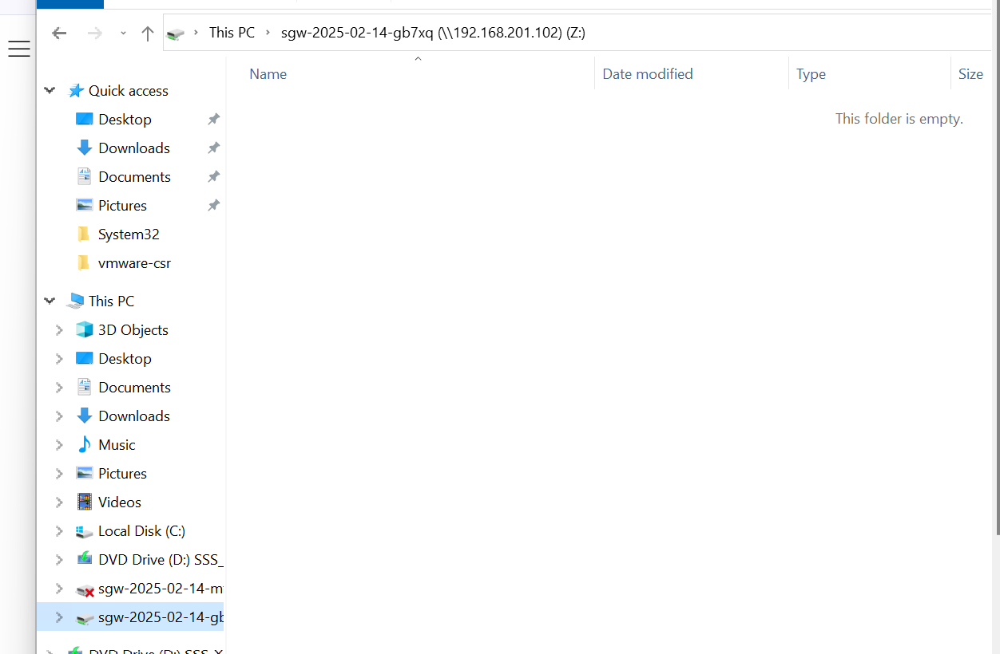 This PC
sgw-2025-02-14-gb7xq (\\192.168.201.102) (Z:)
Name
Date modified
Type
Size
This folder is empty.
Quick access
Desktop
Downloads
Documents
Pictures
System32
vmware-csr
This PC
3D Objects
Desktop
Documents
Downloads
Music
Pictures
Videos
Local Disk (C:)
DVD Drive (D:) SSS_
sgw-2025-02-14-m
sgw-2025-02-14-gb
DVD Drive (D:) SSS_X